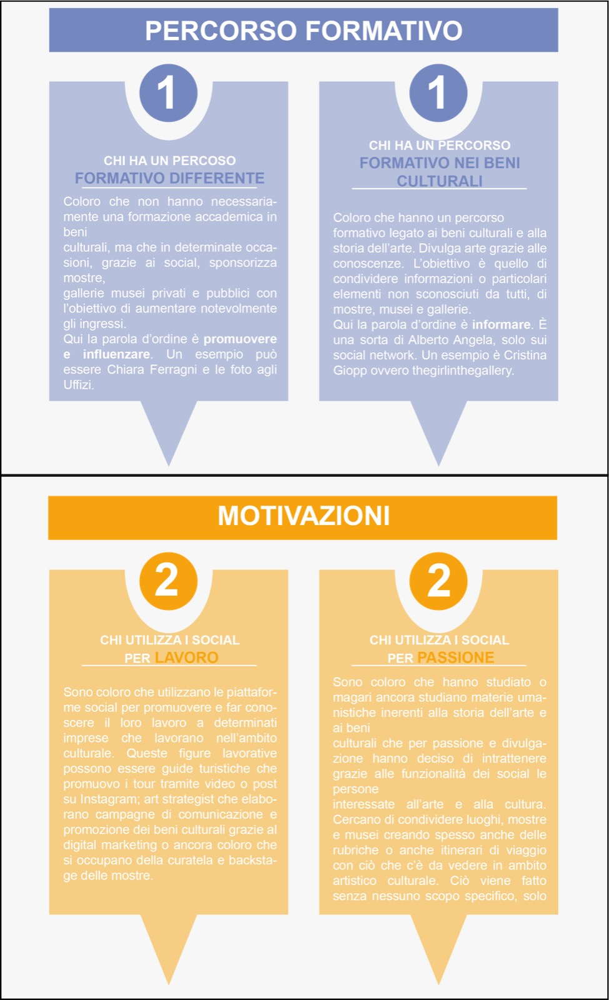 PERCORSO FORMATIVO
1
CHI HA UN PERCOSO
FORMATIVO DIFFERENTE
Coloro che non hanno necessaria-
mente una formazione accademica in
beni
culturali, ma che in determinate occa-
sioni, grazie ai social, sponsorizza
mostre,
gallerie musei privati e pubblici con
l'obiettivo di aumentare notevolmente
gli ingressi.
Qui la parola d'ordine è promuovere
e influenzare. Un esempio può
essere Chiara Ferragni e le foto agli
Uffizi.
1
CHI HA UN PERCORSO
FORMATIVO NEI BENI
CULTURALI
Coloro che hanno un percorso
formativo legato ai beni culturali e alla
storia dell'arte. Divulga arte grazie alle
conoscenze. L'obiettivo è quello di
condividere informazioni o particolari
elementi non sconosciuti da tutti, di
mostre, musei e gallerie.
Qui la parola d'ordine è informare. È
una sorta di Alberto Angela, solo sui
social network. Un esempio è Cristina
Giopp ovvero thegirlinthegallery.
MOTIVAZIONI
2
CHI UTILIZZA I SOCIAL
PER LAVORO
Sono coloro che utilizzano le piattafor-
me social per promuovere e far cono-
scere il loro lavoro a determinati
imprese che lavorano nell'ambito
culturale. Queste figure lavorative
possono essere guide turistiche che
promuovo i tour tramite video o post
su Instagram; art strategist che elabo-
rano campagne di comunicazione e
promozione dei beni culturali grazie al
digital marketing o ancora coloro che
si occupano della curatela e backsta-
ge delle mostre.
2
CHI UTILIZZA I SOCIAL
PER PASSIONE
Sono coloro che hanno studiato o
magari ancora studiano materie uma-
nistiche inerenti alla storia dell'arte e
ai beni
culturali che per passione e divulga-
zione hanno deciso di intrattenere
grazie alle funzionalità dei social le
persone
interessate all'arte e alla cultura.
Cercano di condividere luoghi, mostre
e musei creando spesso anche delle
rubriche o anche itinerari di viaggio
con ciò che c'è da vedere in ambito
artistico culturale. Ciò viene fatto
senza nessuno scopo specifico, solo